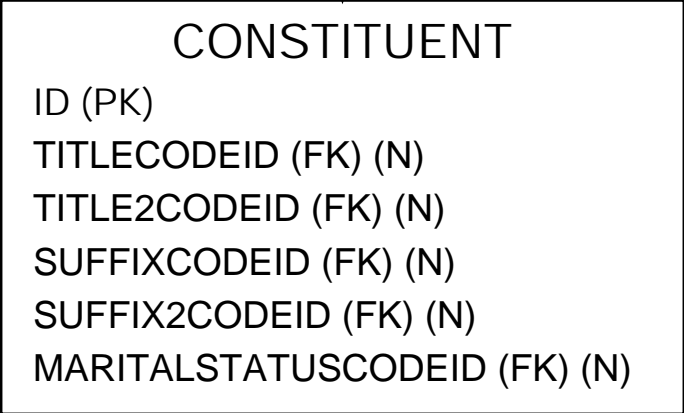 CONSTITUENT
ID (PK)
TITLECODEID (FK) (N)
TITLE2CODEID (FK) (N)
SUFFIXCODEID (FK) (N)
SUFFIX2CODEID (FK) (N)
MARITALSTATUSCODEID (FK) (N)